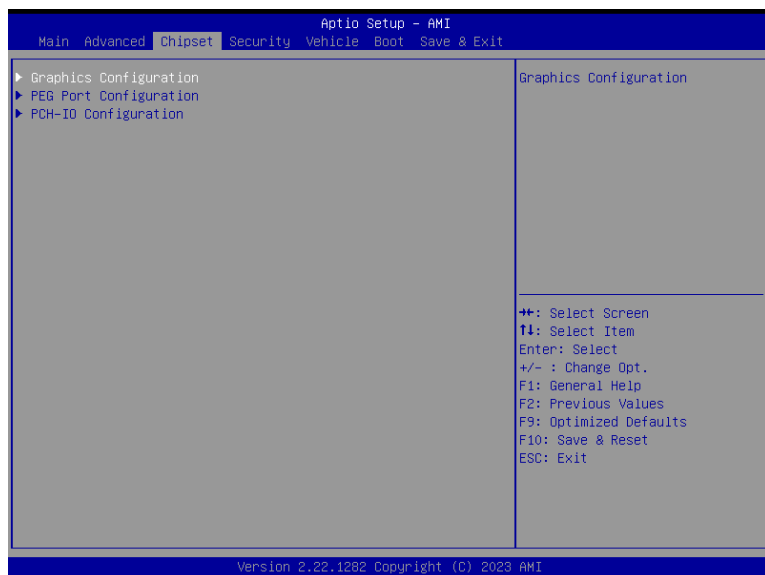 Aptio Setup – AMI
Main Advanced Chipset Security Vehicle Boot Save & Exit
▶ Graphics Configuration
▶ PEG Port Configuration
▶ PCH-IO Configuration
Graphics Configuration
→←: Select Screen
↑↓: Select Item
Enter: Select
+/- : Change Opt.
F1: General Help
F2: Previous Values
F9: Optimized Defaults
F10: Save & Reset
ESC: Exit
Version 2.22.1282 Copyright (C) 2023 AMI